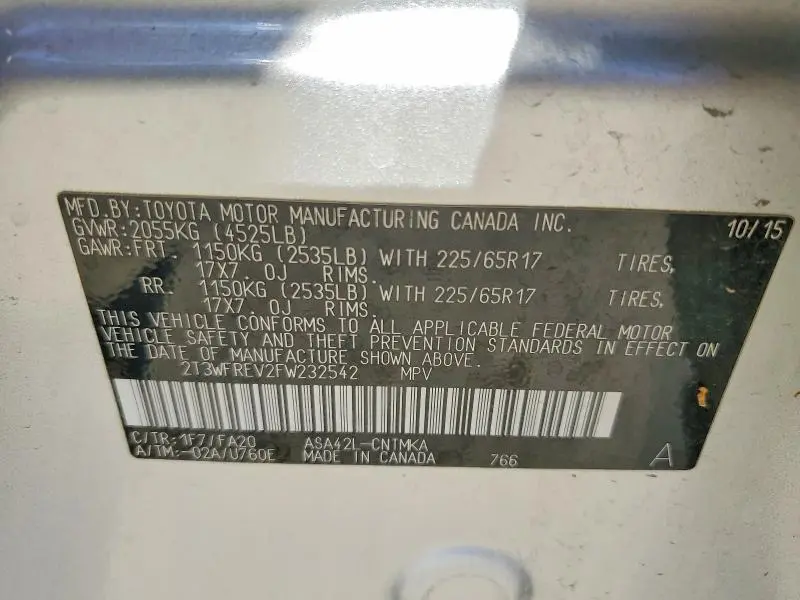 MFD.BY:TOYOTA MOTOR MANUFACTURING CANADA INC. 10/15
GVWR:2055KG (4525LB)
GAWR:FRT. 1150KG (2535LB) WITH 225/65R17 TIRES,
17X7.0J RIMS.
RR. 1150KG (2535LB) WITH 225/65R17 TIRES,
17X7.0J RIMS.
THIS VEHICLE CONFORMS TO ALL APPLICABLE FEDERAL MOTOR
VEHICLE SAFETY AND THEFT PREVENTION STANDARDS IN EFFECT ON
THE DATE OF MANUFACTURE SHOWN ABOVE.
2T3WFREV2FW232542 MPV
C/TR:1F7/FA20 ASA42L-CNTMKA
A/TM:-02A/U760E MADE IN CANADA 766 A